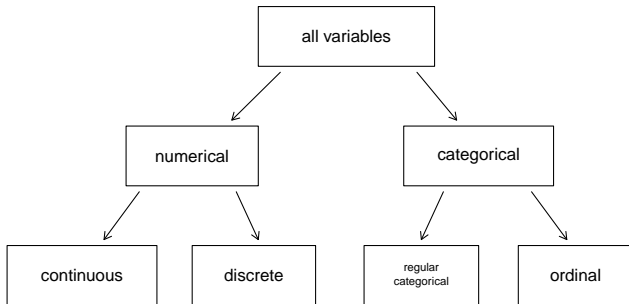 all variables
numerical
categorical
continuous
discrete
regular
categorical
ordinal